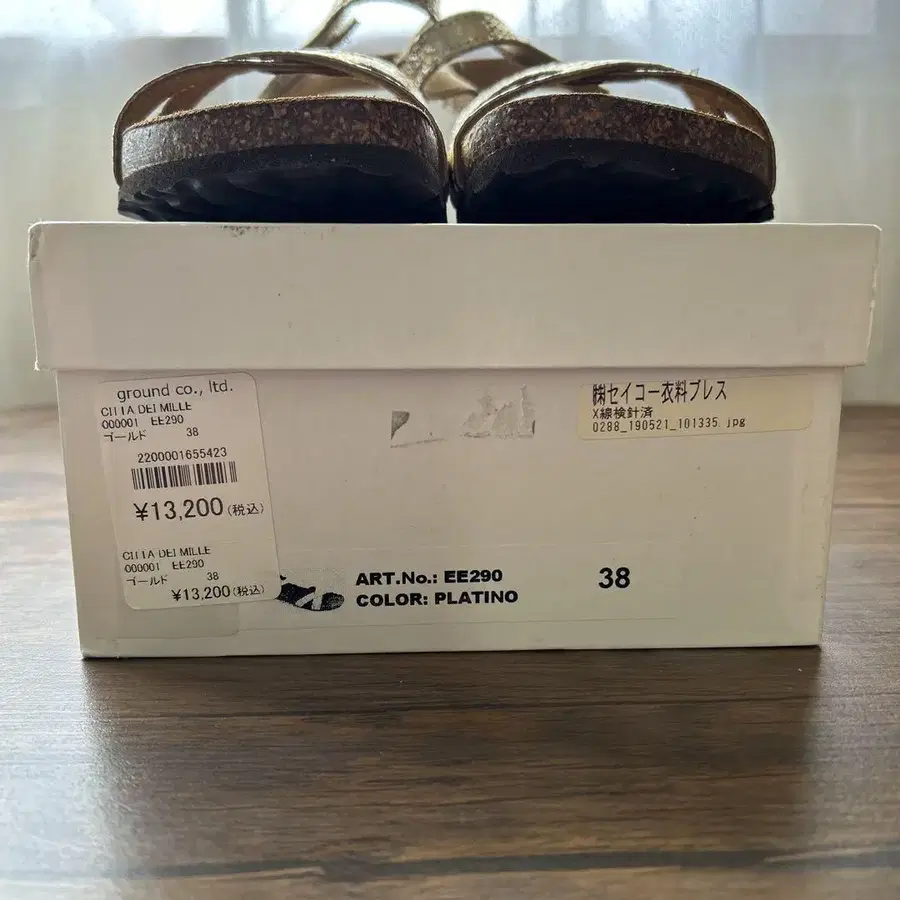 ground co., ltd.
CITTA DEI MILLE
000001 EE290
ゴールド 38
2200001655423
¥13,200(税込)
CITTA DEI MILLE
000001 EE290
ゴールド 38
¥13,200(税込)
㈱セイコー衣料プレス
X線検針済
0288_190521_101335.jpg
ART.No.: EE290 38
COLOR: PLATINO